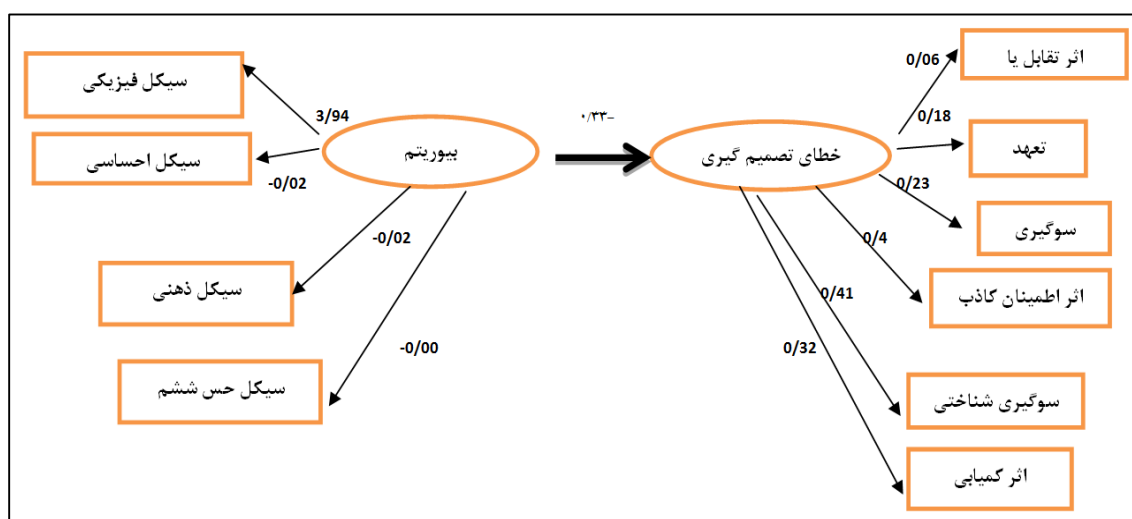 اثر تقابل یا
0/06
سیکل فیزیکی
3/94
۰/۳۳-
0/18
تعهد
بیوریتم
خطای تصمیم گیری
سیکل احساسی
-0/02
0/23
سوگیری
-0/02
0/4
سیکل ذهنی
اثر اطمینان کاذب
0/41
-0/00
0/32
سیکل حس ششم
سوگیری شناختی
اثر کمیابی